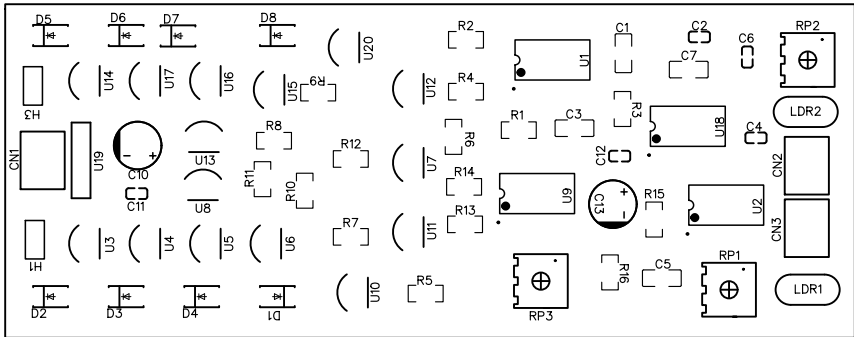 D5
D6
D7
D8
U20
R2
C1
C2
C6
RP2
U1
C7
H3
U14
U17
U16
U15
R9
U12
R4
R3
LDR2
U18
R1
C3
R6
C4
CN1
U19
C10
U13
R8
R12
U7
C12
CN2
R11
R10
R14
U9
C13
R15
U2
CN3
C11
U8
R13
R7
U11
H1
U3
U4
U5
U6
R16
C5
RP1
LDR1
U10
R5
RP3
D2
D3
D4
D1
-
+
+
-